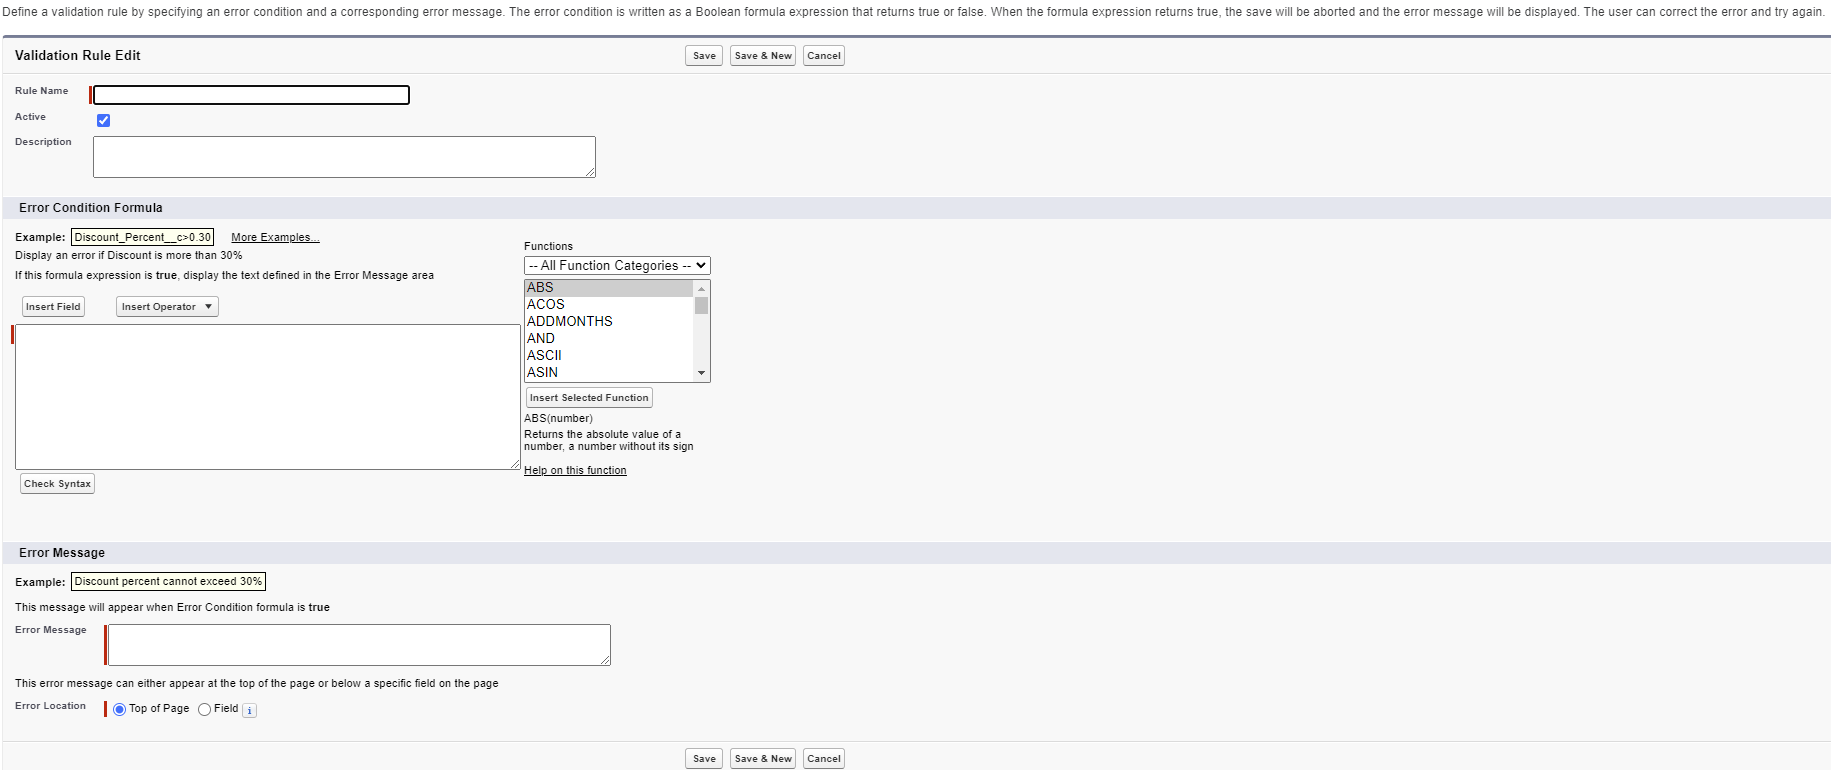 Define a validation rule by specifying an error condition and a corresponding error message. The error condition is written as a Boolean formula expression that returns true or false. When the formula expression returns true, the save will be aborted and the error message will be displayed. The user can correct the error and try again.
Validation Rule Edit
Save
Save & New
Cancel
Rule Name
Active
Description
Error Condition Formula
Example: Discount_Percent__c>0.30 More Examples...
Display an error if Discount is more than 30%
If this formula expression is true, display the text defined in the Error Message area
Insert Field
Insert Operator
Functions
-- All Function Categories --
ABS
ACOS
ADDMONTHS
AND
ASCII
ASIN
Insert Selected Function
ABS(number)
Returns the absolute value of a
number, a number without its sign
Help on this function
Check Syntax
Error Message
Example: Discount percent cannot exceed 30%
This message will appear when Error Condition formula is true
Error Message
This error message can either appear at the top of the page or below a specific field on the page
Error Location
Top of Page
Field
i
Save
Save & New
Cancel